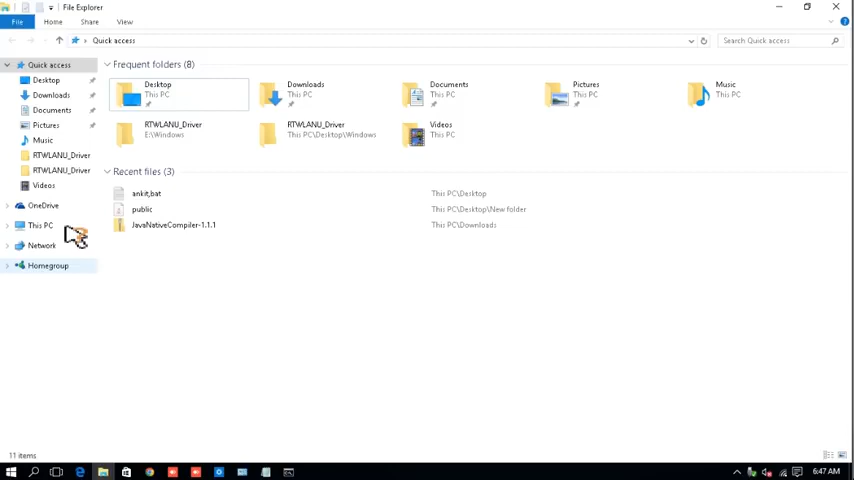 File Explorer
File Home Share View
Quick access Search Quick access
Quick access
Desktop
Downloads
Documents
Pictures
Music
RTWLANU_Driver
RTWLANU_Driver
Videos
OneDrive
This PC
Network
Homegroup
Frequent folders (8)
Desktop
This PC
Downloads
This PC
Documents
This PC
Pictures
This PC
Music
This PC
RTWLANU_Driver
E:\Windows
RTWLANU_Driver
This PC\Desktop\Windows
Videos
This PC
Recent files (3)
ankit,bat This PC\Desktop
public This PC\Desktop\New folder
JavaNativeCompiler-1.1.1 This PC\Downloads
11 items
6:47 AM